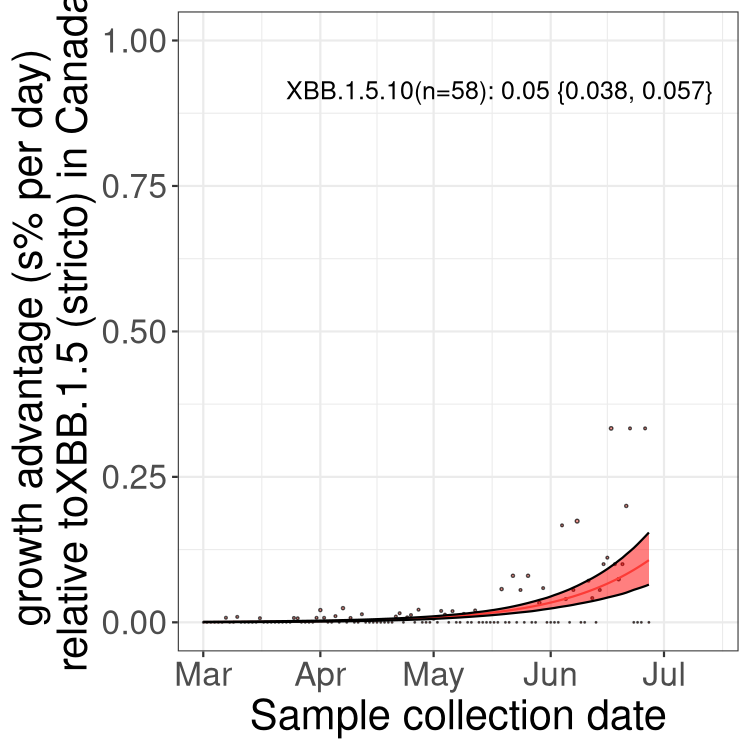 growth advantage (s% per day)
relative toXBB.1.5 (stricto) in Canada
1.00
0.75
0.50
0.25
0.00
XBB.1.5.10(n=58): 0.05 {0.038, 0.057}
Mar Apr May Jun Jul
Sample collection date